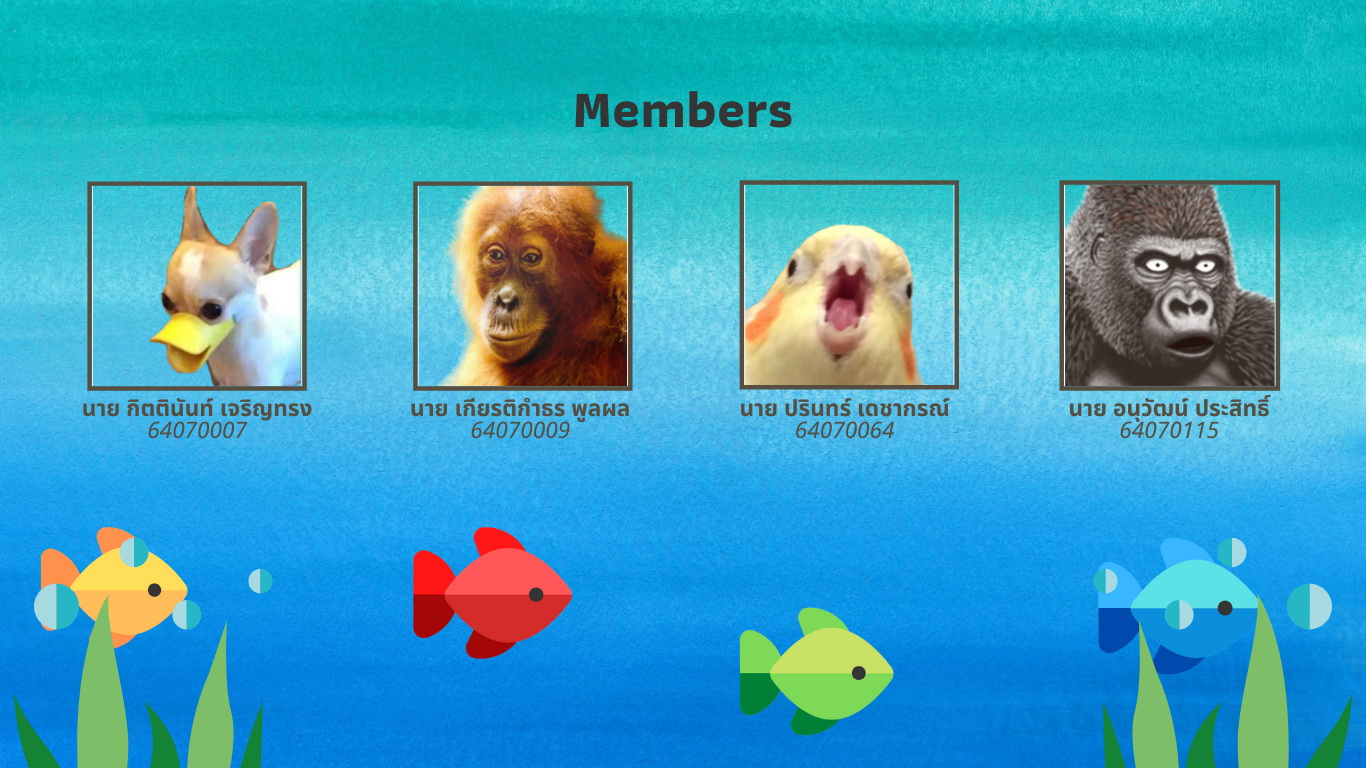 Members
นาย กิตตินันท์ เจริญทรง
64070007
นาย เกียรติกำธร พูลผล
64070009
นาย ปรินทร์ เดชากรณ์
64070064
นาย อนุวัฒน์ ประสิทธิ์
64070115